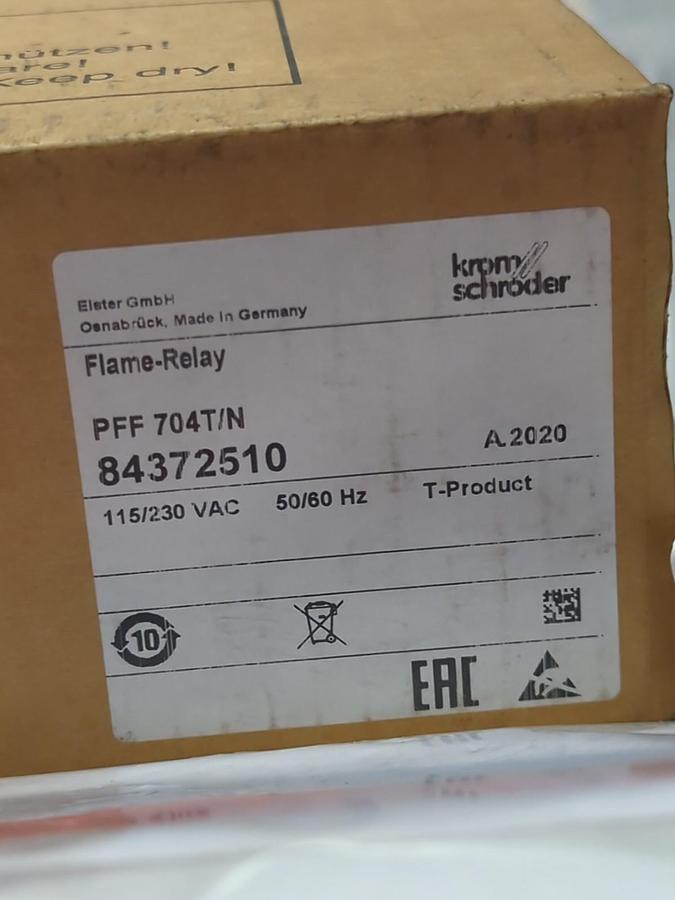 nützen!
are!
keep dry!
krom
schröder
Elster GmbH
Osnabrück, Made in Germany
Flame-Relay
PFF 704T/N
84372510
A.2020
115/230 VAC 50/60 Hz T-Product
10
EAC